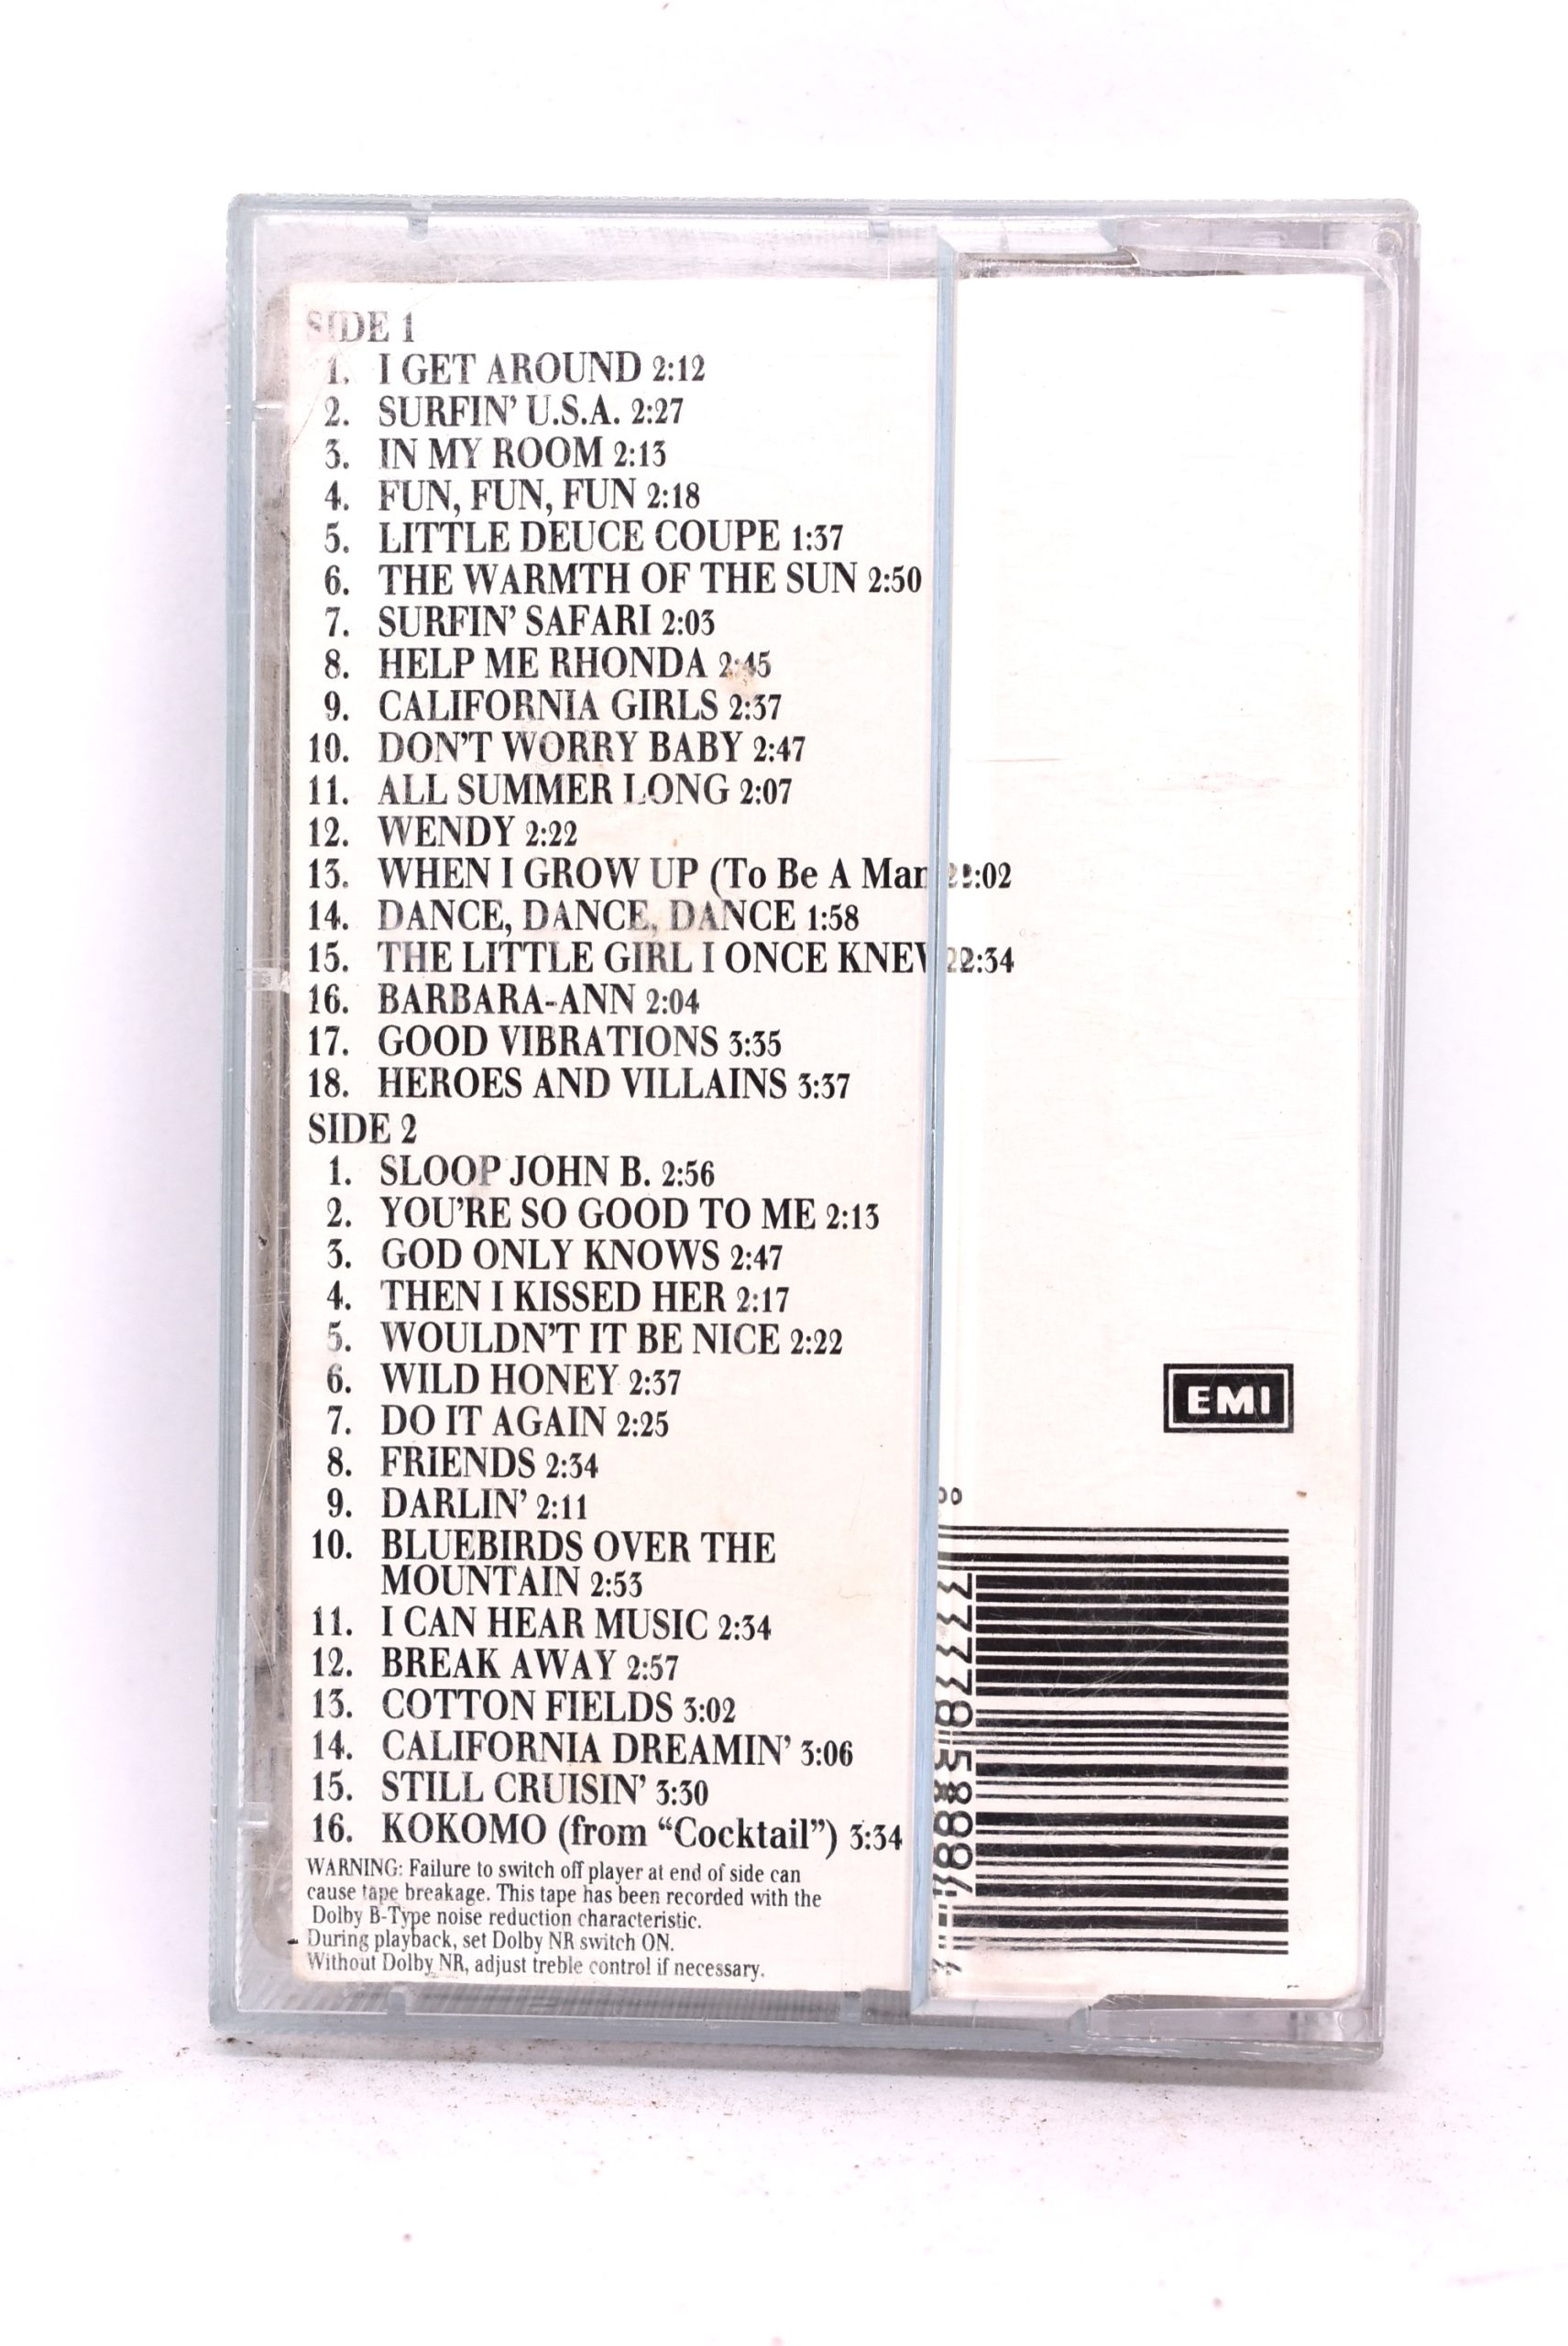 SIDE 1
1. I GET AROUND 2:12
2. SURFIN' U.S.A. 2:27
3. IN MY ROOM 2:13
4. FUN, FUN, FUN 2:18
5. LITTLE DEUCE COUPE 1:37
6. THE WARMTH OF THE SUN 2:50
7. SURFIN' SAFARI 2:03
8. HELP ME RHONDA 2:45
9. CALIFORNIA GIRLS 2:37
10. DON'T WORRY BABY 2:47
11. ALL SUMMER LONG 2:07
12. WENDY 2:22
13. WHEN I GROW UP (To Be A Man 2:02
14. DANCE, DANCE, DANCE 1:58
15. THE LITTLE GIRL I ONCE KNEW 2:34
16. BARBARA-ANN 2:04
17. GOOD VIBRATIONS 3:35
18. HEROES AND VILLAINS 3:37
SIDE 2
1. SLOOP JOHN B. 2:56
2. YOU'RE SO GOOD TO ME 2:13
3. GOD ONLY KNOWS 2:47
4. THEN I KISSED HER 2:17
5. WOULDN'T IT BE NICE 2:22
6. WILD HONEY 2:37
7. DO IT AGAIN 2:25
8. FRIENDS 2:34
9. DARLIN' 2:11
10. BLUEBIRDS OVER THE
MOUNTAIN 2:53
11. I CAN HEAR MUSIC 2:34
12. BREAK AWAY 2:57
13. COTTON FIELDS 3:02
14. CALIFORNIA DREAMIN' 3:06
15. STILL CRUISIN' 3:30
16. KOKOMO (from "Cocktail") 3:34
WARNING: Failure to switch off player at end of side can
cause tape breakage. This tape has been recorded with the
Dolby B-Type noise reduction characteristic.
During playback, set Dolby NR switch ON.
Without Dolby NR, adjust treble control if necessary.
EMI